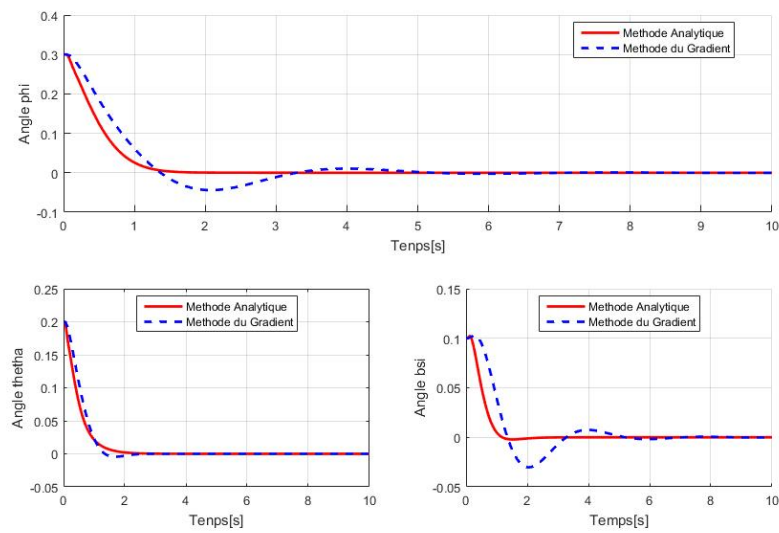 0.4
0.3
0.2
0.1
0
-0.1
Angle phi
Methode Analytique
Methode du Gradient
0 1 2 3 4 5 6 7 8 9 10
Tenps[s]
0.25
0.2
0.15
0.1
0.05
0
-0.05
Angle thetha
Methode Analytique
Methode du Gradient
0 2 4 6 8 10
Tenps[s]
0.15
0.1
0.05
0
-0.05
Angle bsi
Methode Analytique
Methode du Gradient
0 2 4 6 8 10
Temps[s]